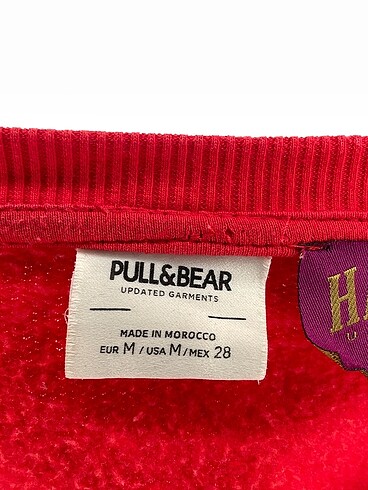 PULL&BEAR
UPDATED GARMENTS
MADE IN MOROCCO
EUR M / USA M / MEX 28